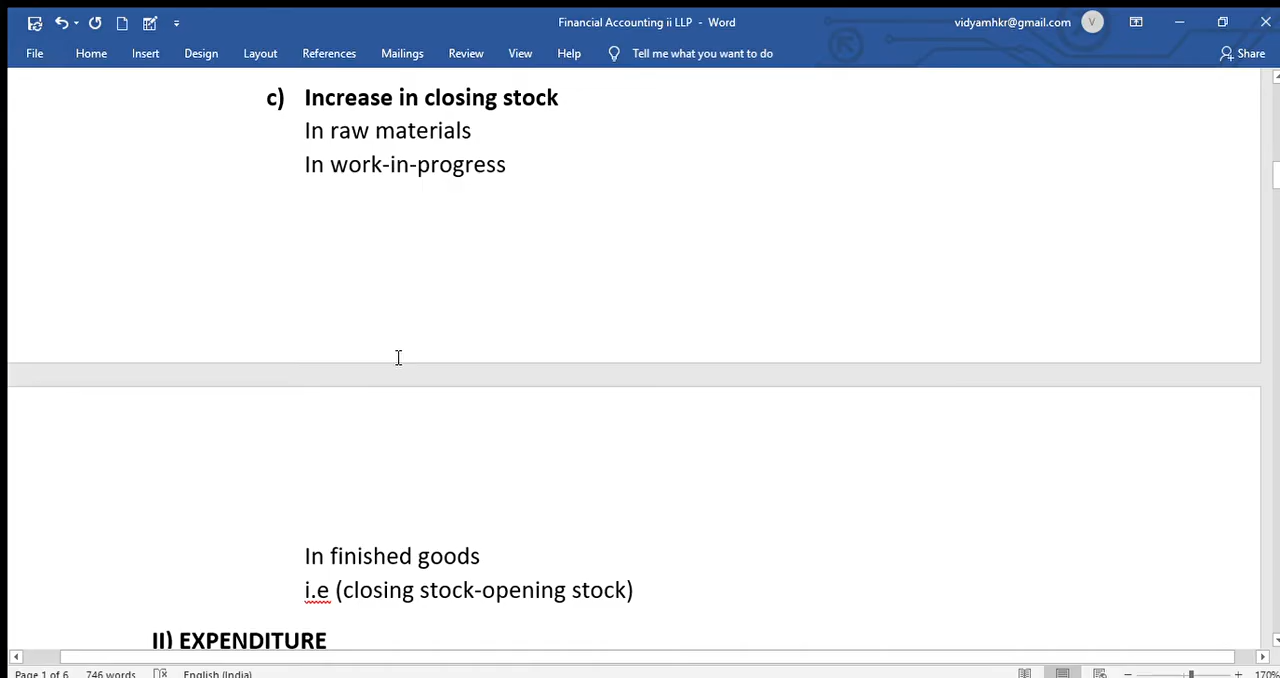 Financial Accounting ii LLP - Word
vidyamhkr@gmail.com
V
File Home Insert Design Layout References Mailings Review View Help Tell me what you want to do Share
c) Increase in closing stock
In raw materials
In work-in-progress
In finished goods
i.e (closing stock-opening stock)
II) EXPENDITURE
Page 1 of 6 746 words English (India) 170%